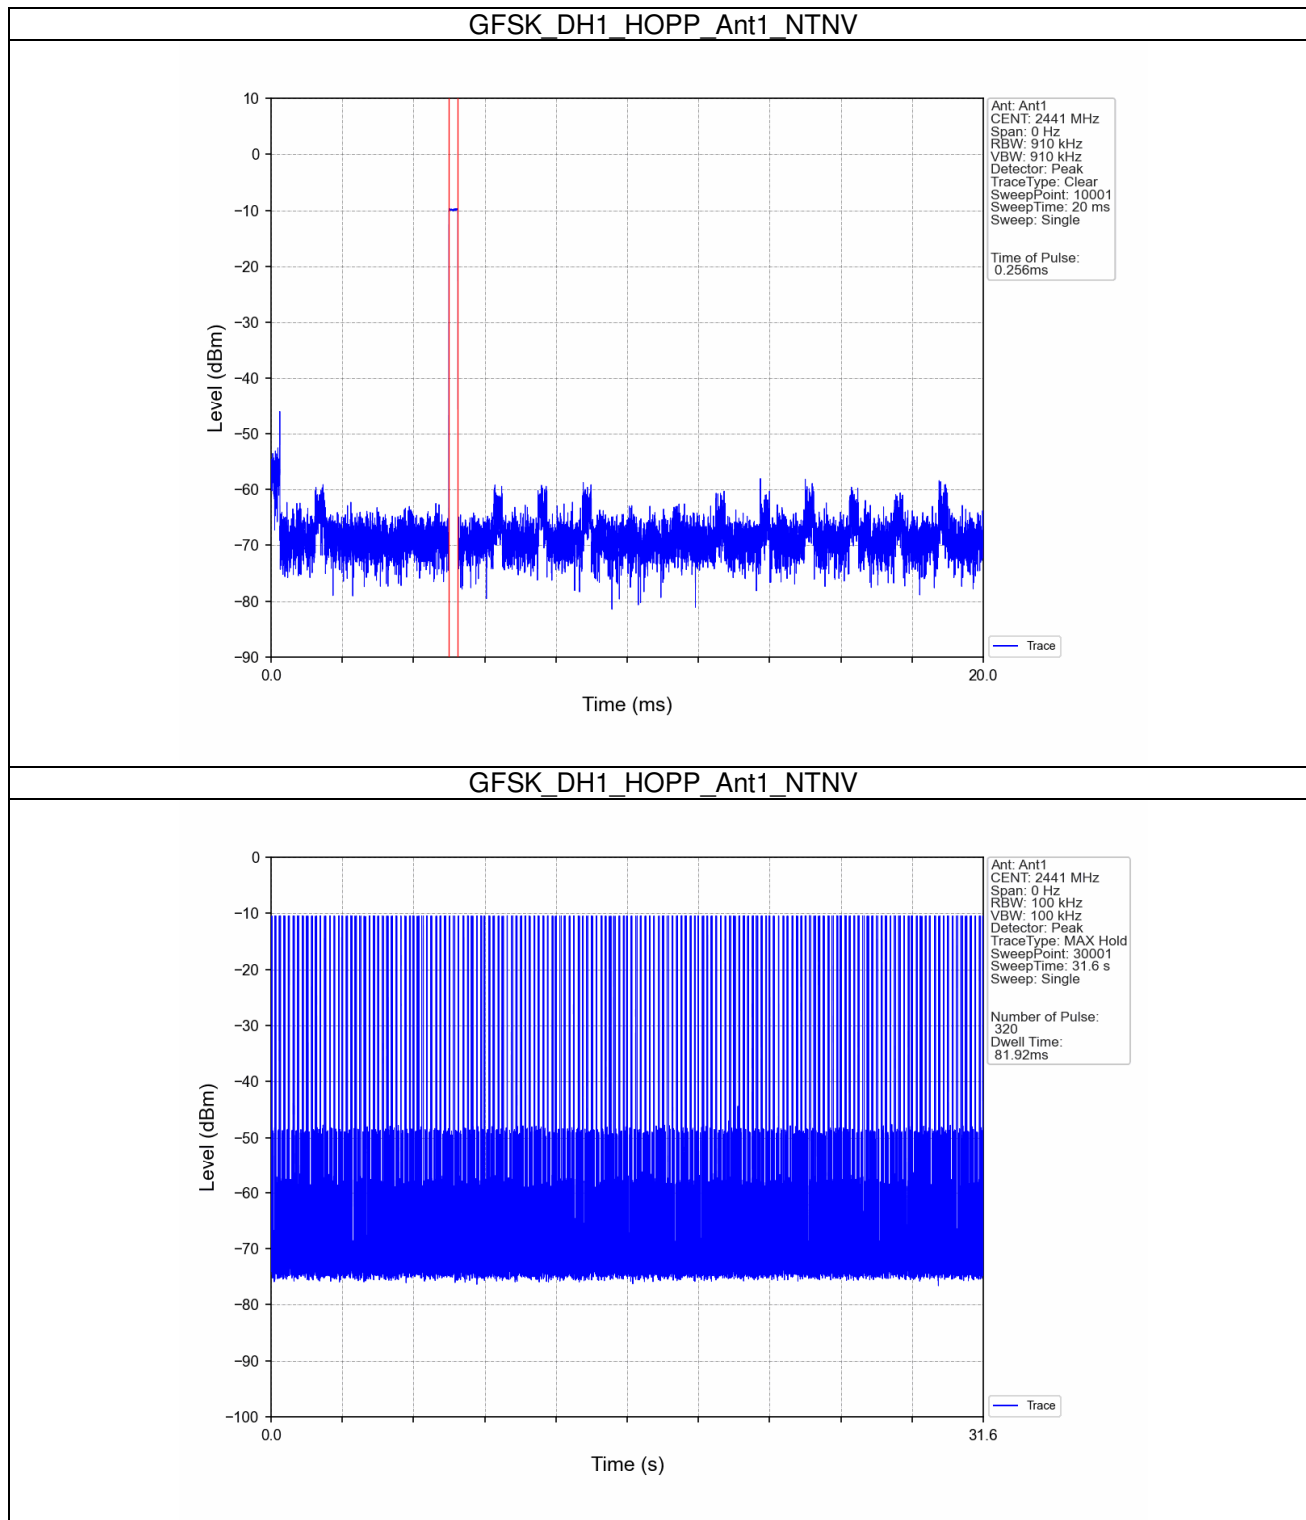 GFSK_DH1_HOPP_Ant1_NTNV
10
0
−10
−20
−30
−40
−50
−60
−70
−80
−90
Level (dBm)
0.0
20.0
Time (ms)
Ant: Ant1
CENT: 2441 MHz
Span: 0 Hz
RBW: 910 kHz
VBW: 910 kHz
Detector: Peak
TraceType: Clear
SweepPoint: 10001
SweepTime: 20 ms
Sweep: Single
Time of Pulse:
0.256ms
Trace
GFSK_DH1_HOPP_Ant1_NTNV
0
−10
−20
−30
−40
−50
−60
−70
−80
−90
−100
Level (dBm)
0.0
31.6
Time (s)
Ant: Ant1
CENT: 2441 MHz
Span: 0 Hz
RBW: 100 kHz
VBW: 100 kHz
Detector: Peak
TraceType: MAX Hold
SweepPoint: 30001
SweepTime: 31.6 s
Sweep: Single
Number of Pulse:
320
Dwell Time:
81.92ms
Trace